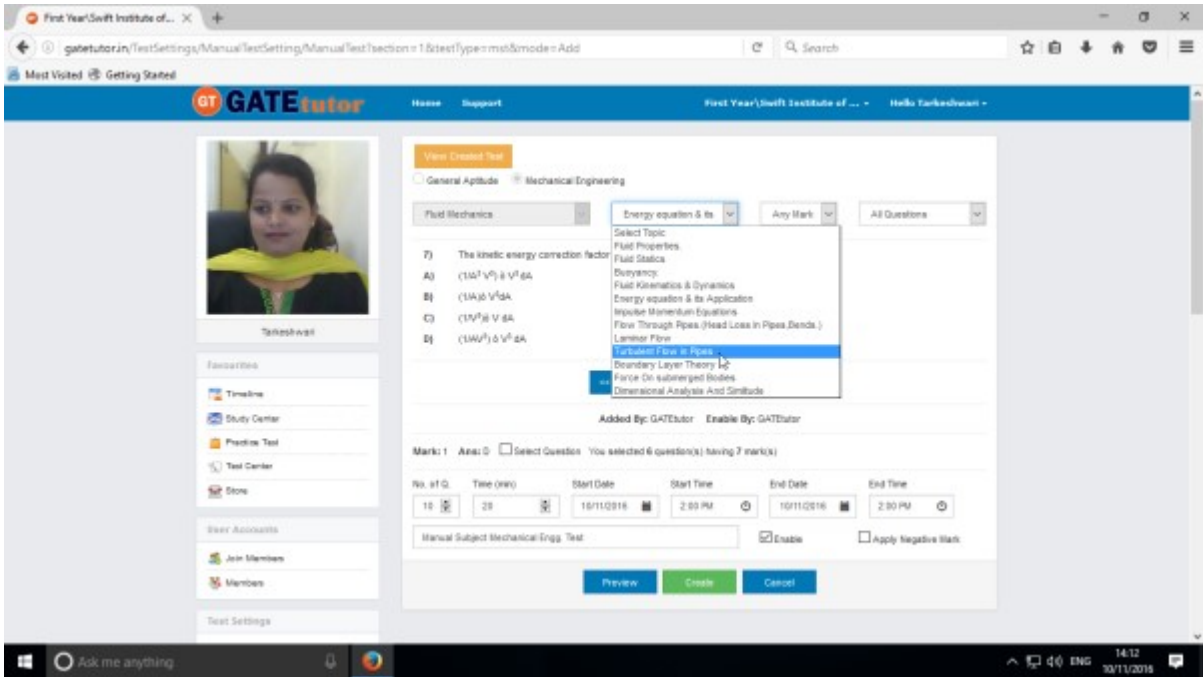 First Year\Swift Institute of...
gatetutor.in/TestSettings/ManualTestSetting/ManualTest?section=1&testType=mst&mode=Add
Search
Most Visited Getting Started
GT GATEtutor Home Support First Year\Swift Institute of ... Hello Tarkeshwari
View Created Test
General Aptitude Mechanical Engineering
Fluid Mechanics Energy equation & its Any Mark All Questions
Select Topic
Fluid Properties.
Fluid Statics
Buoyancy.
Fluid Kinematics & Dynamics
Energy equation & its Application
Impulse Momentum Equations
Flow Through Pipes.(Head Loss in Pipes,Bends.)
Laminar Flow
Turbulent Flow in Pipes
Boundary Layer Theory
Force On submerged Bodies
Dimensional Analysis And Similitude
7) The kinetic energy correction factor
A)
B)
C)
D)
Added By: GATEtutor Enable By: GATEtutor
Mark: 1 Ans: D Select Question You selected 6 question(s) having 7 mark(s)
No. of Q. Time (min) Start Date Start Time End Date End Time
10 20 10/11/2016 2:00 PM 10/11/2016 2:00 PM
Manual Subject Mechanical Engg. Test Enable Apply Negative Mark
Preview Create Cancel
Tarkeshwari
Favourites
Timeline
Study Center
Practice Test
Test Center
Store
User Accounts
Join Members
Members
Test Settings
Ask me anything
ENG
14:12
10/11/2016